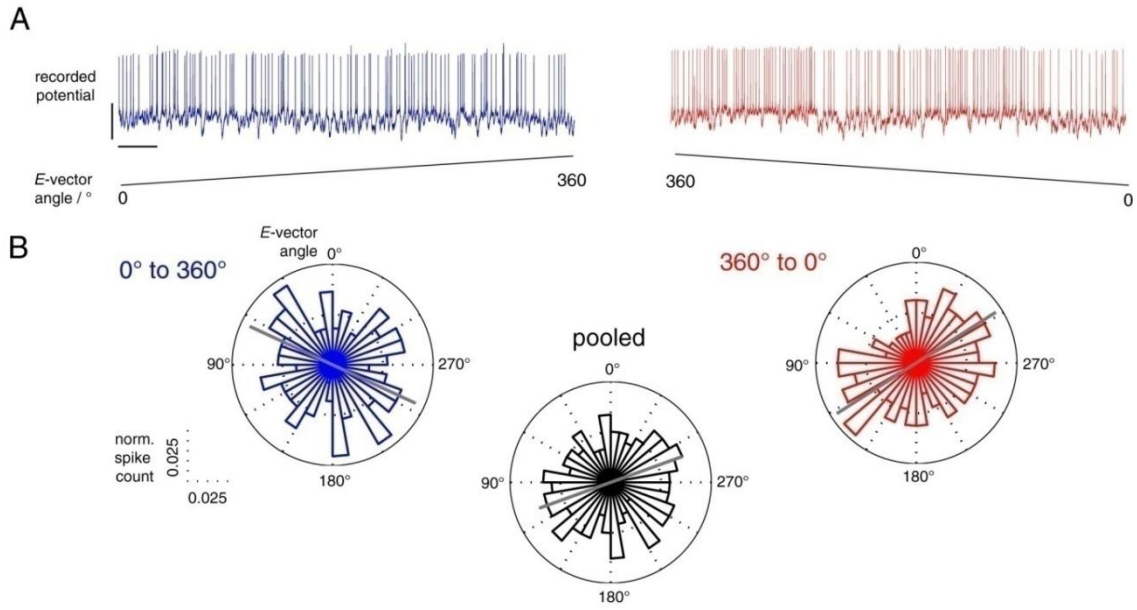 A
recorded
potential
E-vector
angle / °
0
360
360
0
B
0° to 360°
E-vector
angle
0°
90°
270°
180°
norm.
spike
count
0.025
0.025
pooled
0°
90°
270°
180°
360° to 0°
0°
90°
270°
180°